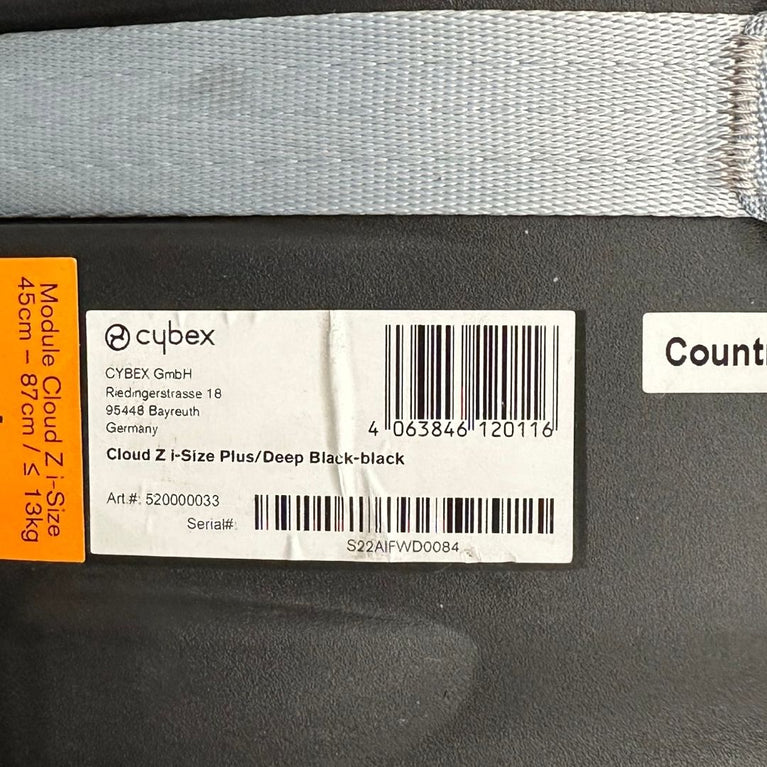 Module Cloud Z i-Size
45cm – 87cm / ≤ 13kg
cybex
CYBEX GmbH
Riedingerstrasse 18
95448 Bayreuth
Germany
4 063846 120116
Cloud Z i-Size Plus/Deep Black-black
Art.#: 520000033
Serial#:
S22AIFWD0084
Count